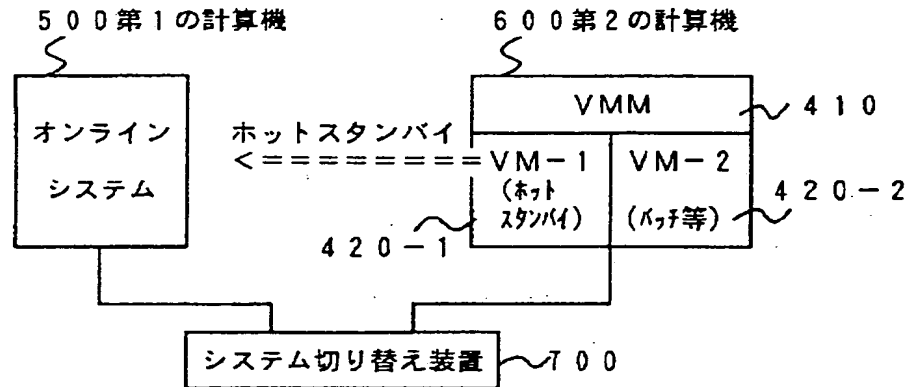 500第1の計算機
600第2の計算機
VMM
410
オンライン
システム
ホットスタンバイ
<========
VM-1
(ホット
スタンバイ)
VM-2
(バッチ等)
420-2
420-1
システム切り替え装置
700